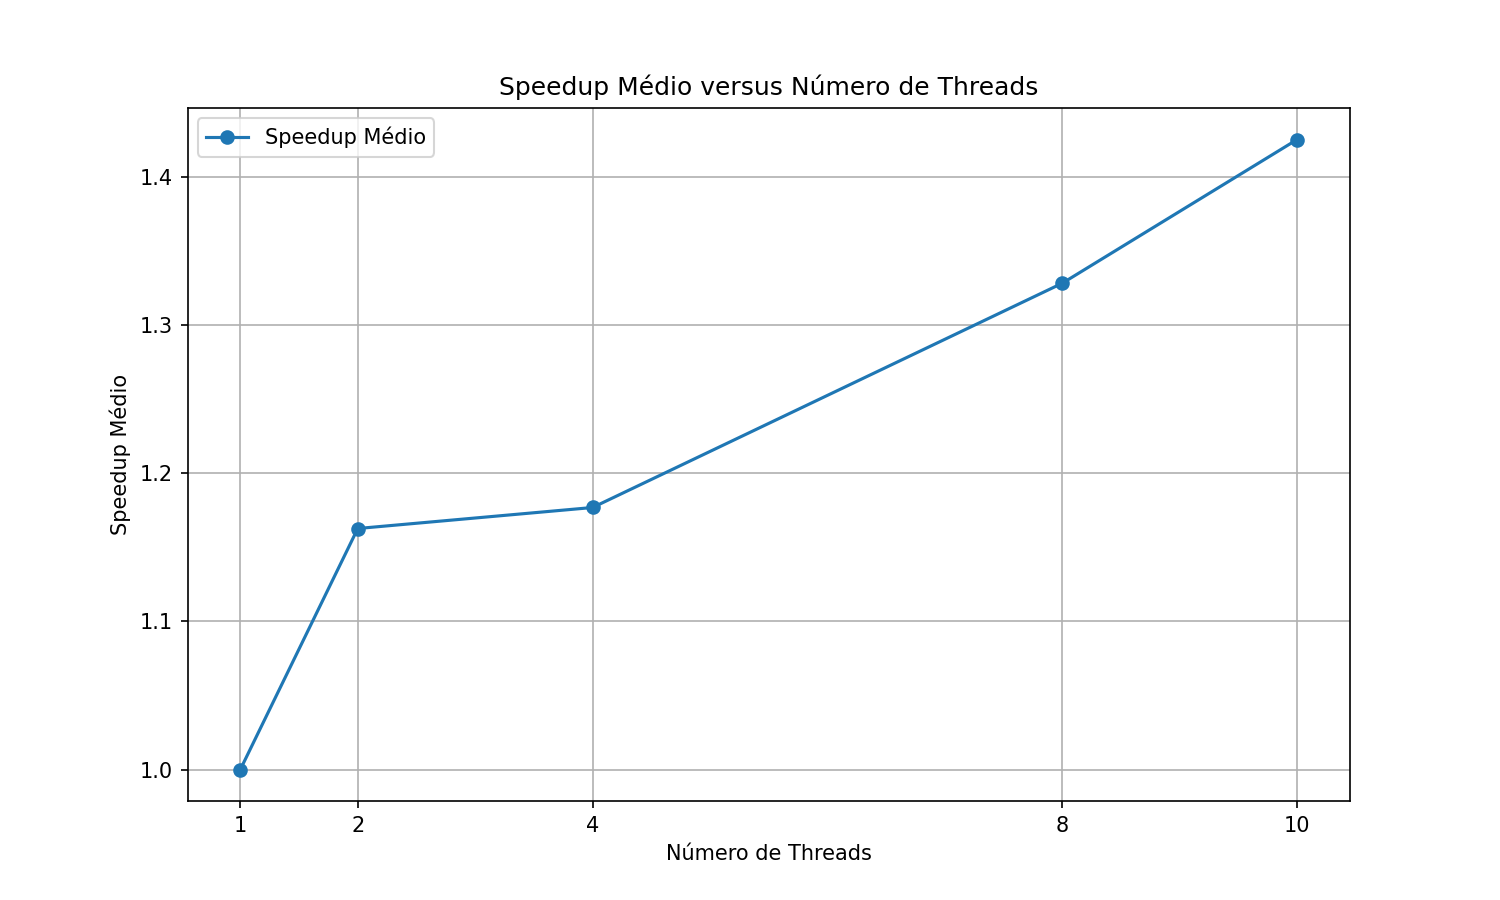 Speedup Médio versus Número de Threads
Speedup Médio
1.4
1.3
1.2
1.1
1.0
Speedup Médio
1 2 4 8 10
Número de Threads